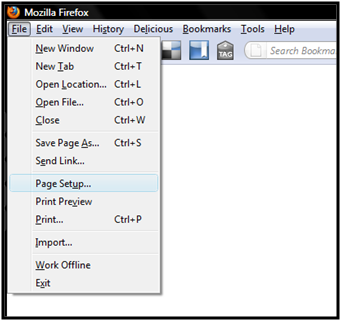 Mozilla Firefox
File Edit View History Delicious Bookmarks Tools Help
TAG Search Bookma
New Window Ctrl+N
New Tab Ctrl+T
Open Location... Ctrl+L
Open File... Ctrl+O
Close Ctrl+W
Save Page As... Ctrl+S
Send Link...
Page Setup...
Print Preview
Print... Ctrl+P
Import...
Work Offline
Exit